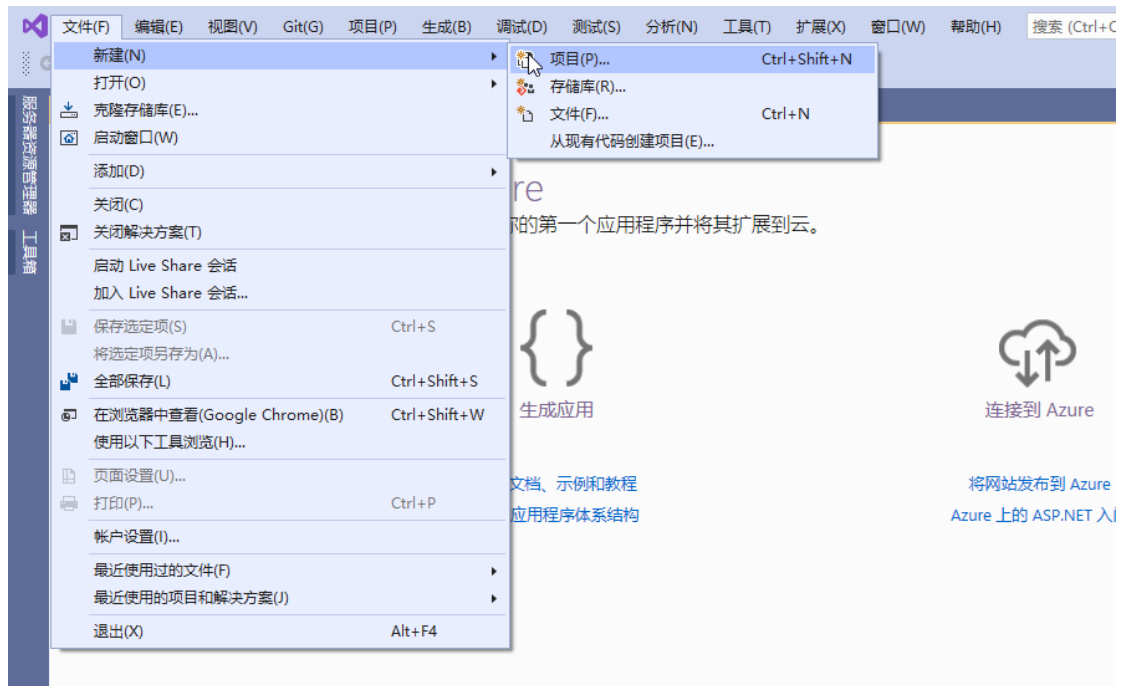 文件(F) 编辑(E) 视图(V) Git(G) 项目(P) 生成(B) 调试(D) 测试(S) 分析(N) 工具(T) 扩展(X) 窗口(W) 帮助(H) 搜索 (Ctrl+
新建(N)
打开(O)
克隆存储库(E)...
启动窗口(W)
添加(D)
关闭(C)
关闭解决方案(T)
启动 Live Share 会话
加入 Live Share 会话...
保存选定项(S) Ctrl+S
将选定项另存为(A)...
全部保存(L) Ctrl+Shift+S
在浏览器中查看(Google Chrome)(B) Ctrl+Shift+W
使用以下工具浏览(H)...
页面设置(U)...
打印(P)... Ctrl+P
帐户设置(I)...
最近使用过的文件(F)
最近使用的项目和解决方案(J)
退出(X) Alt+F4
项目(P)... Ctrl+Shift+N
存储库(R)...
文件(F)... Ctrl+N
从现有代码创建项目(E)...
服务器资源管理器
工具箱
re
的第一个应用程序并将其扩展到云。
生成应用
连接到 Azure
文档、示例和教程
将网站发布到 Azure
应用程序体系结构
Azure 上的 ASP.NET 入